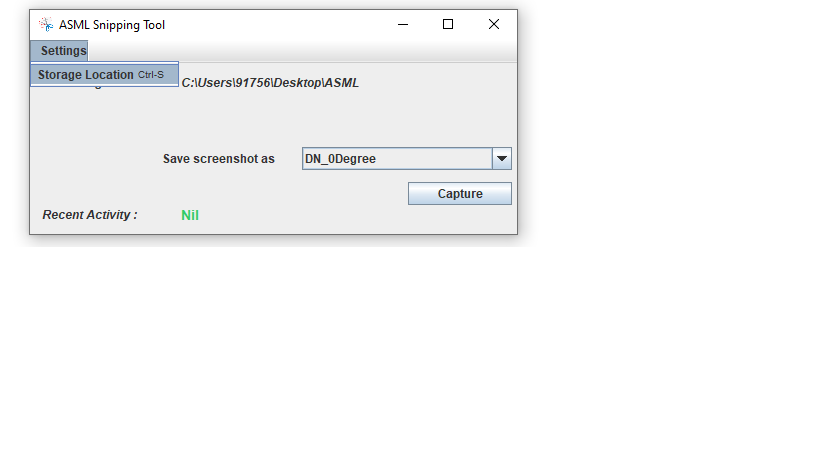 ASML Snipping Tool
Settings
Storage Location Ctrl-S
C:\Users\91756\Desktop\ASML
Save screenshot as DN_0Degree
Capture
Recent Activity : Nil